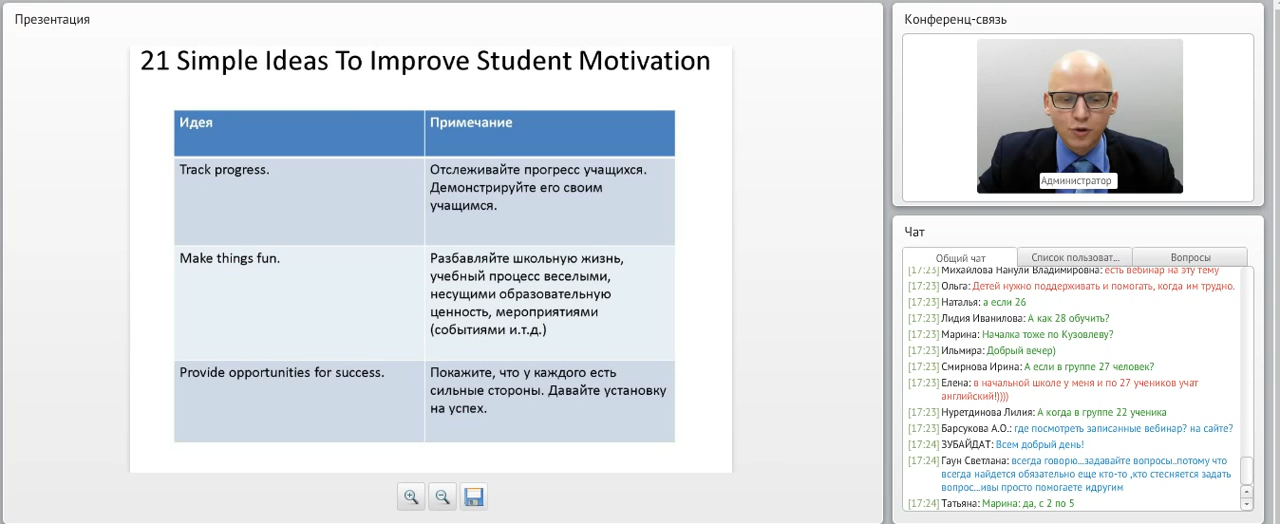 Презентация
21 Simple Ideas To Improve Student Motivation
Идея
Примечание
Track progress.
Отслеживайте прогресс учащихся.
Демонстрируйте его своим
учащимся.
Make things fun.
Разбавляйте школьную жизнь,
учебный процесс веселыми,
несущими образовательную
ценность, мероприятиями
(событиями и.т.д.)
Provide opportunities for success.
Покажите, что у каждого есть
сильные стороны. Давайте установку
на успех.
Конференц-связь
Администратор
Чат
Общий чат
Список пользоват...
Вопросы
[17:23] Михайлова Нанули Владимировна: есть вебинар на эту тему
[17:23] Ольга: Детей нужно поддерживать и помогать, когда им трудно.
[17:23] Наталья: а если 26
[17:23] Лидия Иванилова: А как 28 обучить?
[17:23] Марина: Началка тоже по Кузовлеву?
[17:23] Ильмира: Добрый вечер)
[17:23] Смирнова Ирина: А если в группе 27 человек?
[17:23] Елена: в начальной школе у меня и по 27 учеников учат
английский!))))
[17:23] Нуретдинова Лилия: А когда в группе 22 ученика
[17:23] Барсукова А.О.: где посмотреть записанные вебинар? на сайте?
[17:24] ЗУБАЙДАТ: Всем добрый день!
[17:24] Гаун Светлана: всегда говорю...задавайте вопросы..потому что
всегда найдется обязательно еще кто-то ,кто стесняется задать
вопрос...ивы просто помогаете идругим
[17:24] Татьяна: Марина: да, с 2 по 5